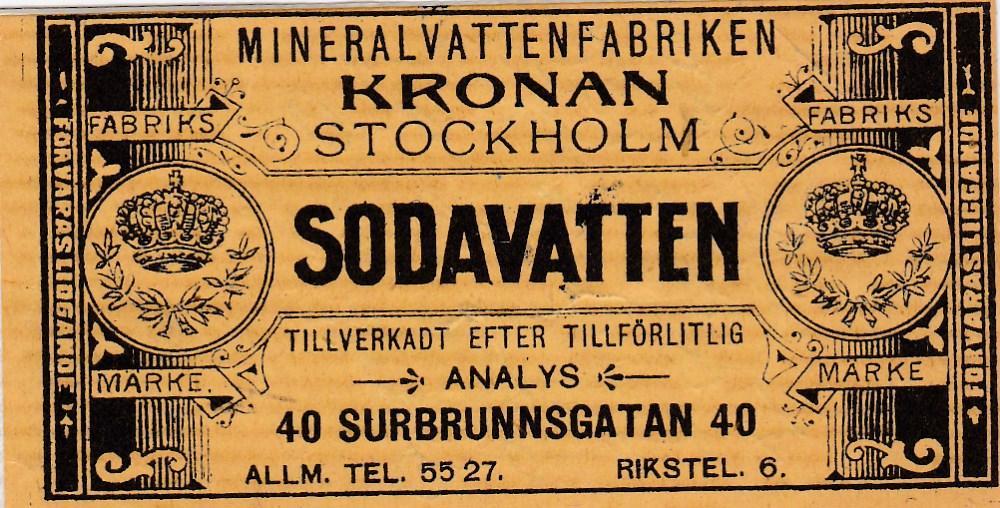 MINERALVATTENFABRIKEN
KRONAN
STOCKHOLM
FABRIKS
MÄRKE.
FABRIKS
MÄRKE
SODAVATTEN
TILLVERKADT EFTER TILLFÖRLITLIG
ANALYS
40 SURBRUNNSGATAN 40
ALLM. TEL. 55 27.
RIKSTEL. 6.
FÖRVARAS LIGGANDE
FÖRVARAS LIGGANDE